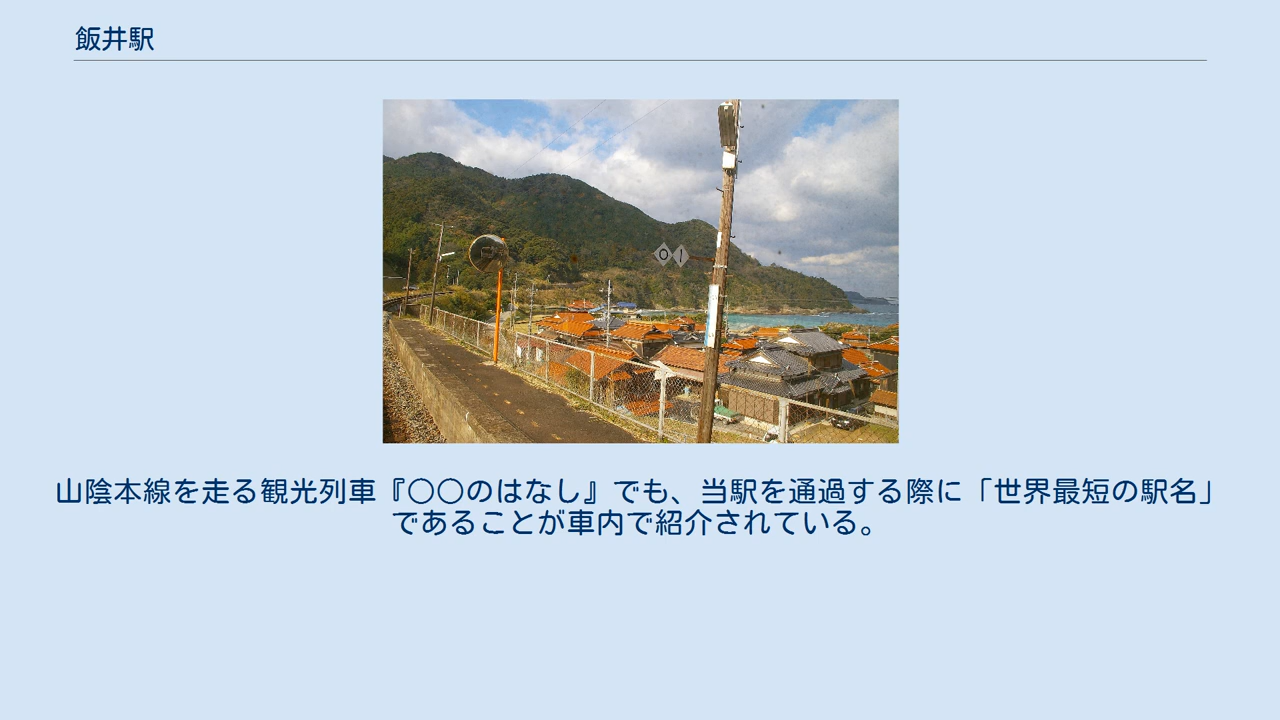 飯井駅
01
山陰本線を走る観光列車『〇〇のはなし』でも、当駅を通過する際に「世界最短の駅名」
であることが車内で紹介されている。